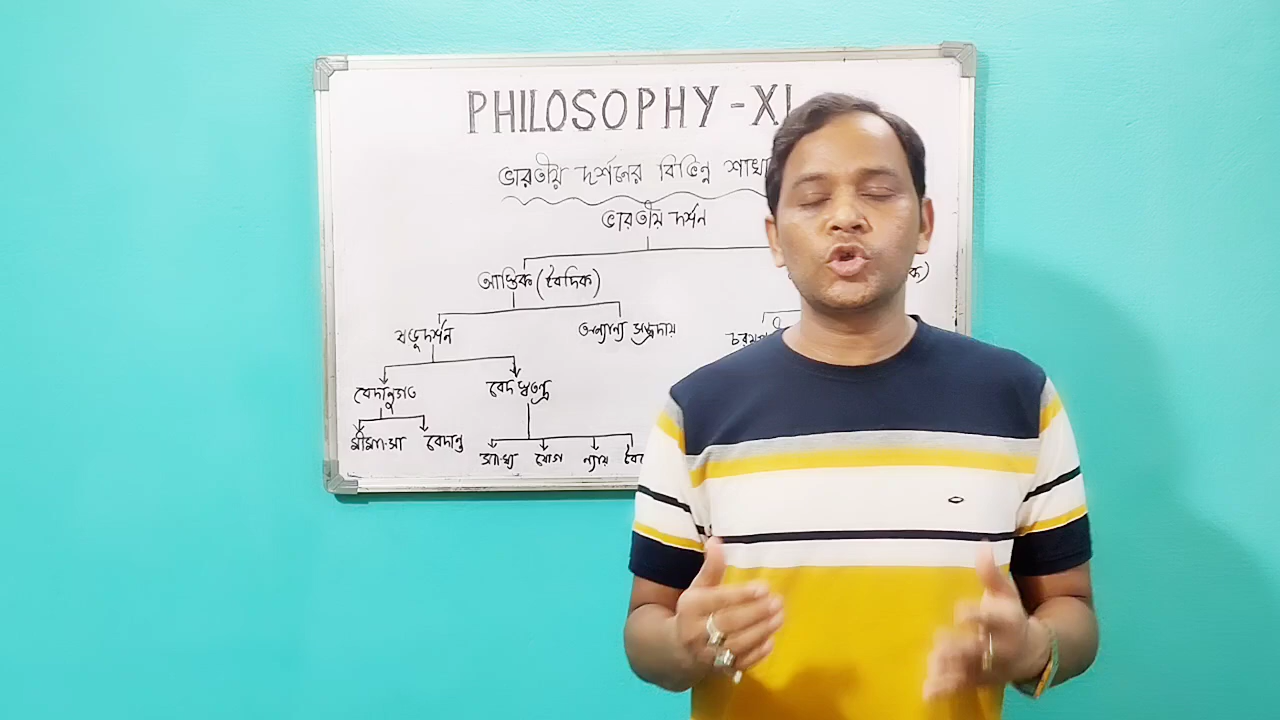 PHILOSOPHY - XI
ভারতীয় দর্শনের বিভিন্ন শাখা
ভারতীয় দর্শন
আস্তিক (বৈদিক)
ষড়্দর্শন অন্যান্য সম্প্রদায়
বেদানুগত বেদ স্বতন্ত্র
মীমাংসা বেদান্ত সাংখ্য যোগ ন্যায়